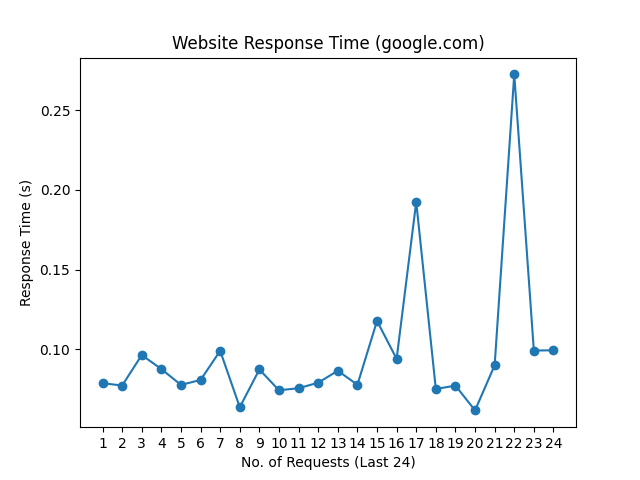 Website Response Time (google.com)
0.25
0.20
0.15
0.10
Response Time (s)
1 2 3 4 5 6 7 8 9 10 11 12 13 14 15 16 17 18 19 20 21 22 23 24
No. of Requests (Last 24)